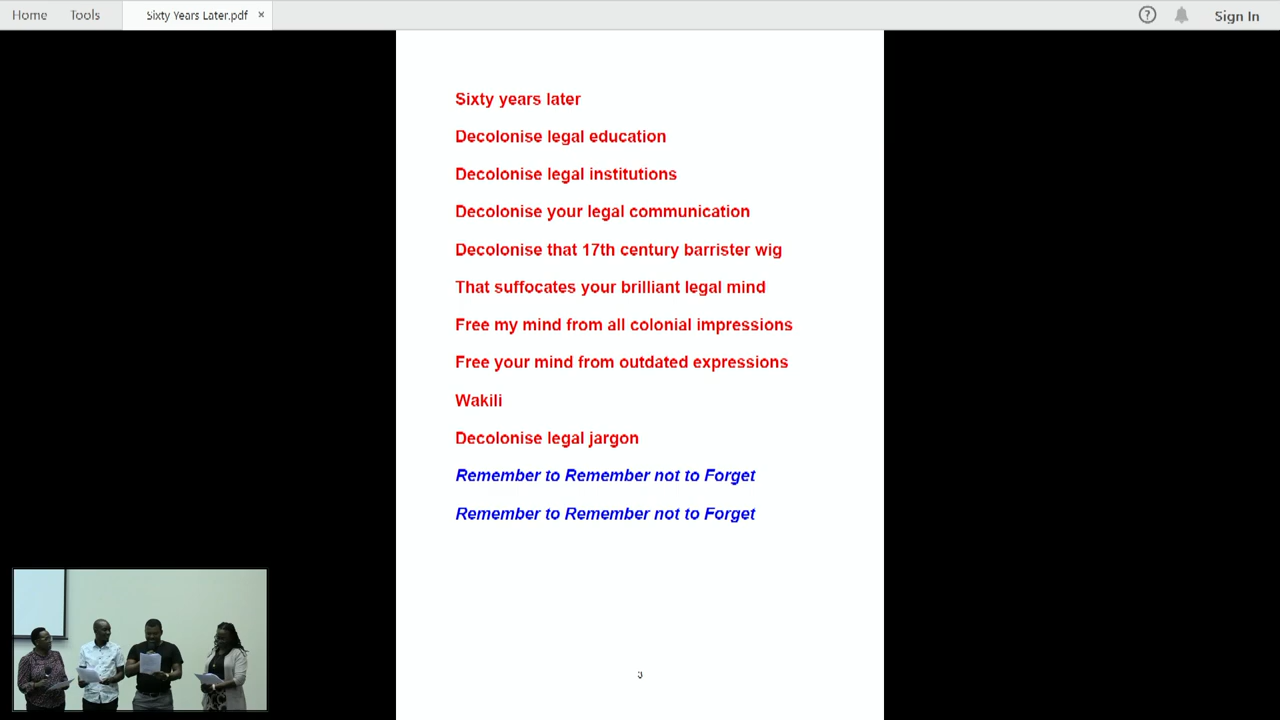 Home Tools Sixty Years Later.pdf × ? Sign In
Sixty years later
Decolonise legal education
Decolonise legal institutions
Decolonise your legal communication
Decolonise that 17th century barrister wig
That suffocates your brilliant legal mind
Free my mind from all colonial impressions
Free your mind from outdated expressions
Wakili
Decolonise legal jargon
Remember to Remember not to Forget
Remember to Remember not to Forget
3